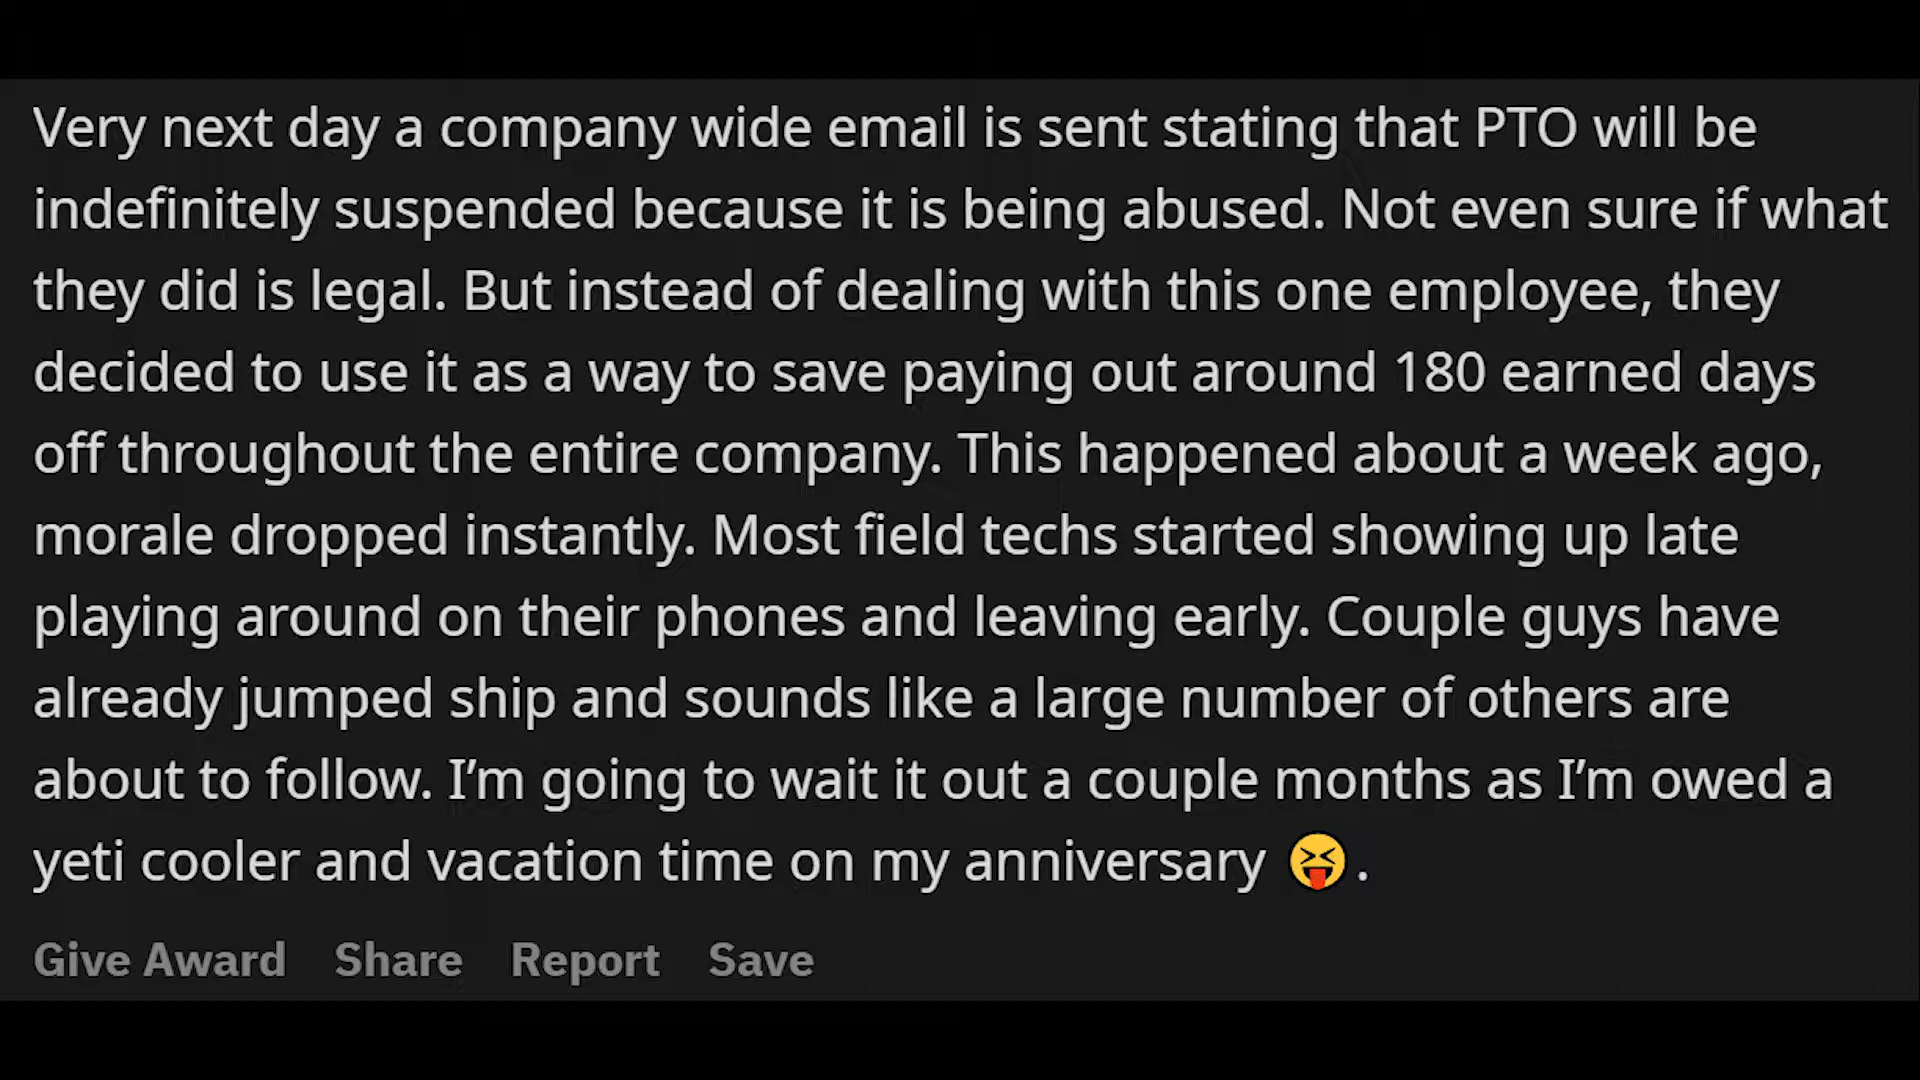 Very next day a company wide email is sent stating that PTO will be
indefinitely suspended because it is being abused. Not even sure if what
they did is legal. But instead of dealing with this one employee, they
decided to use it as a way to save paying out around 180 earned days
off throughout the entire company. This happened about a week ago,
morale dropped instantly. Most field techs started showing up late
playing around on their phones and leaving early. Couple guys have
already jumped ship and sounds like a large number of others are
about to follow. I’m going to wait it out a couple months as I’m owed a
yeti cooler and vacation time on my anniversary 😝.
Give Award Share Report Save